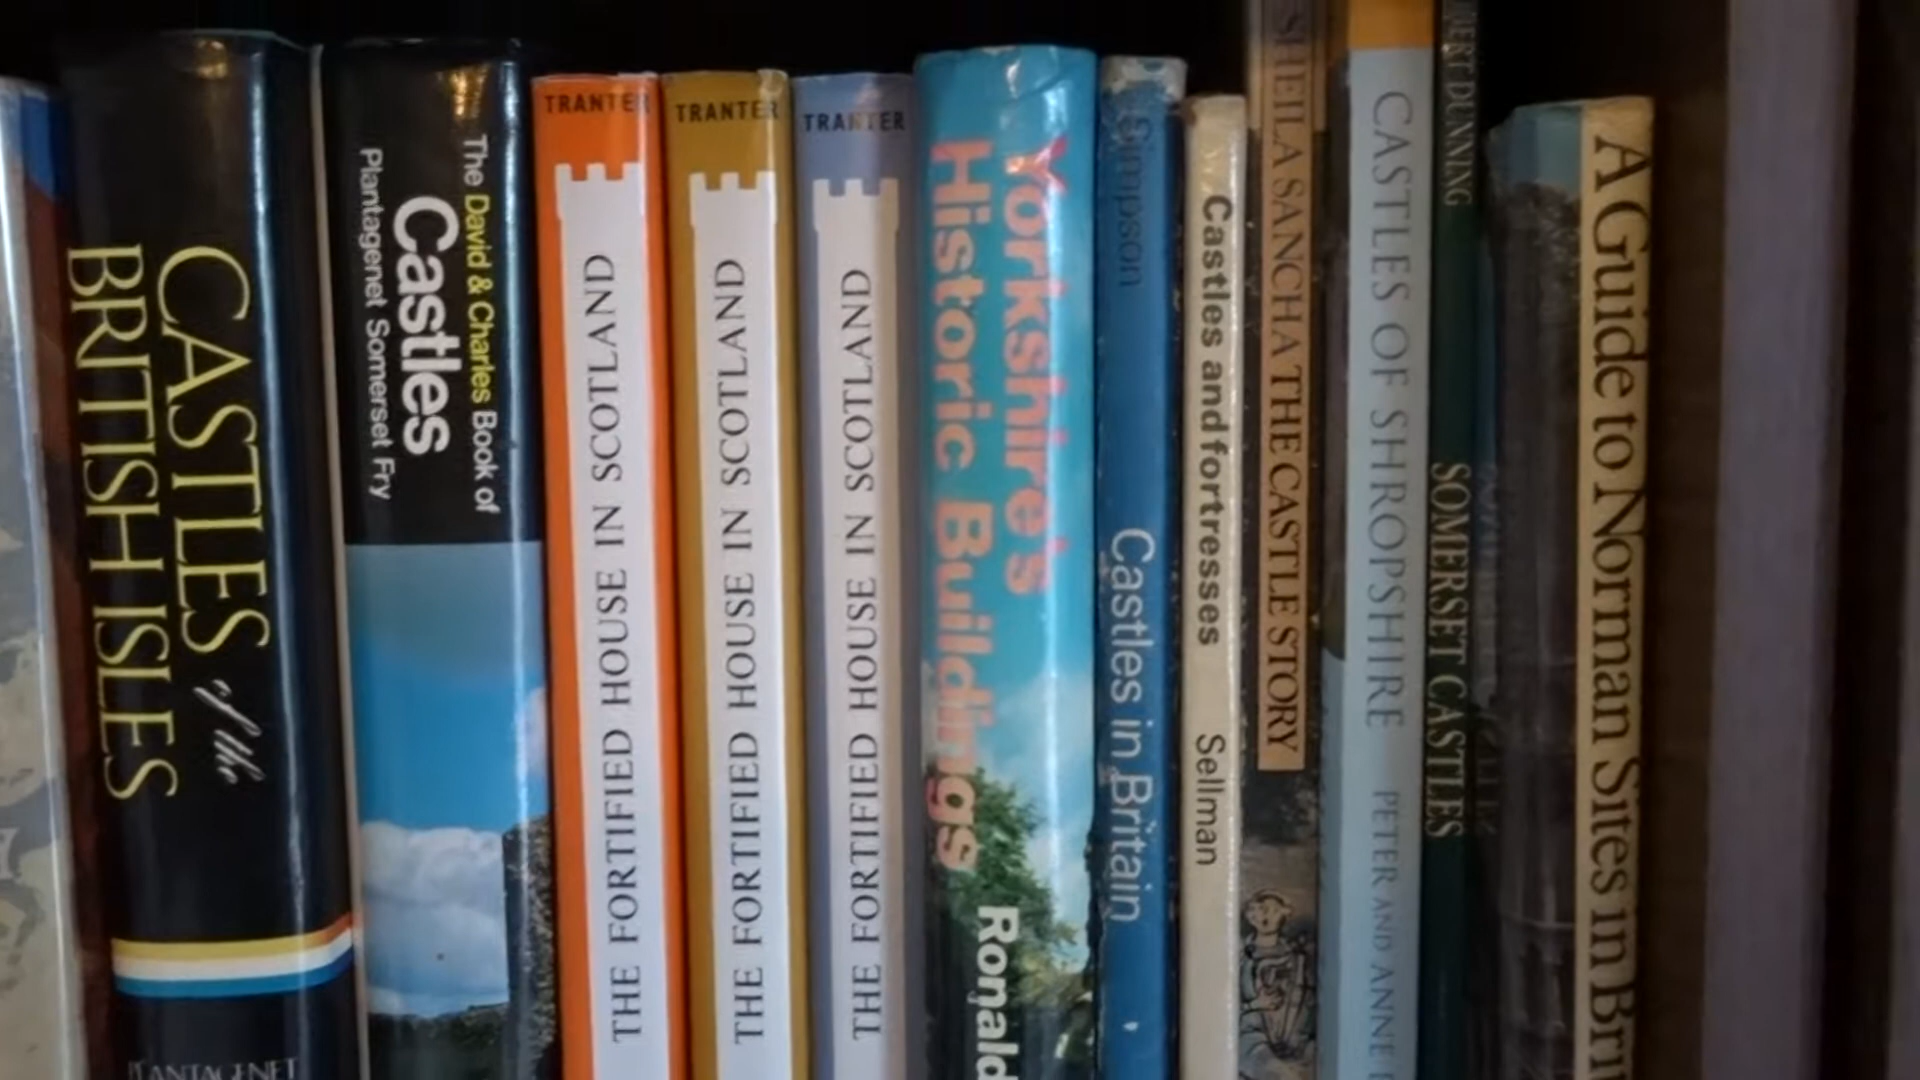 CASTLES of the
BRITISH ISLES
PLANTAGENET
The David & Charles Book of
Castles
Plantagenet Somerset Fry
TRANTER
THE FORTIFIED HOUSE IN SCOTLAND
TRANTER
THE FORTIFIED HOUSE IN SCOTLAND
TRANTER
THE FORTIFIED HOUSE IN SCOTLAND
Yorkshire's
Historic Buildings
Ronald
Simpson
Castles in Britain
Castles and fortresses
Sellman
SHEILA SANCHA THE CASTLE STORY
CASTLES OF SHROPSHIRE
PETER AND ANNE
DUNNING
SOMERSET CASTLES
A Guide to Norman Sites in